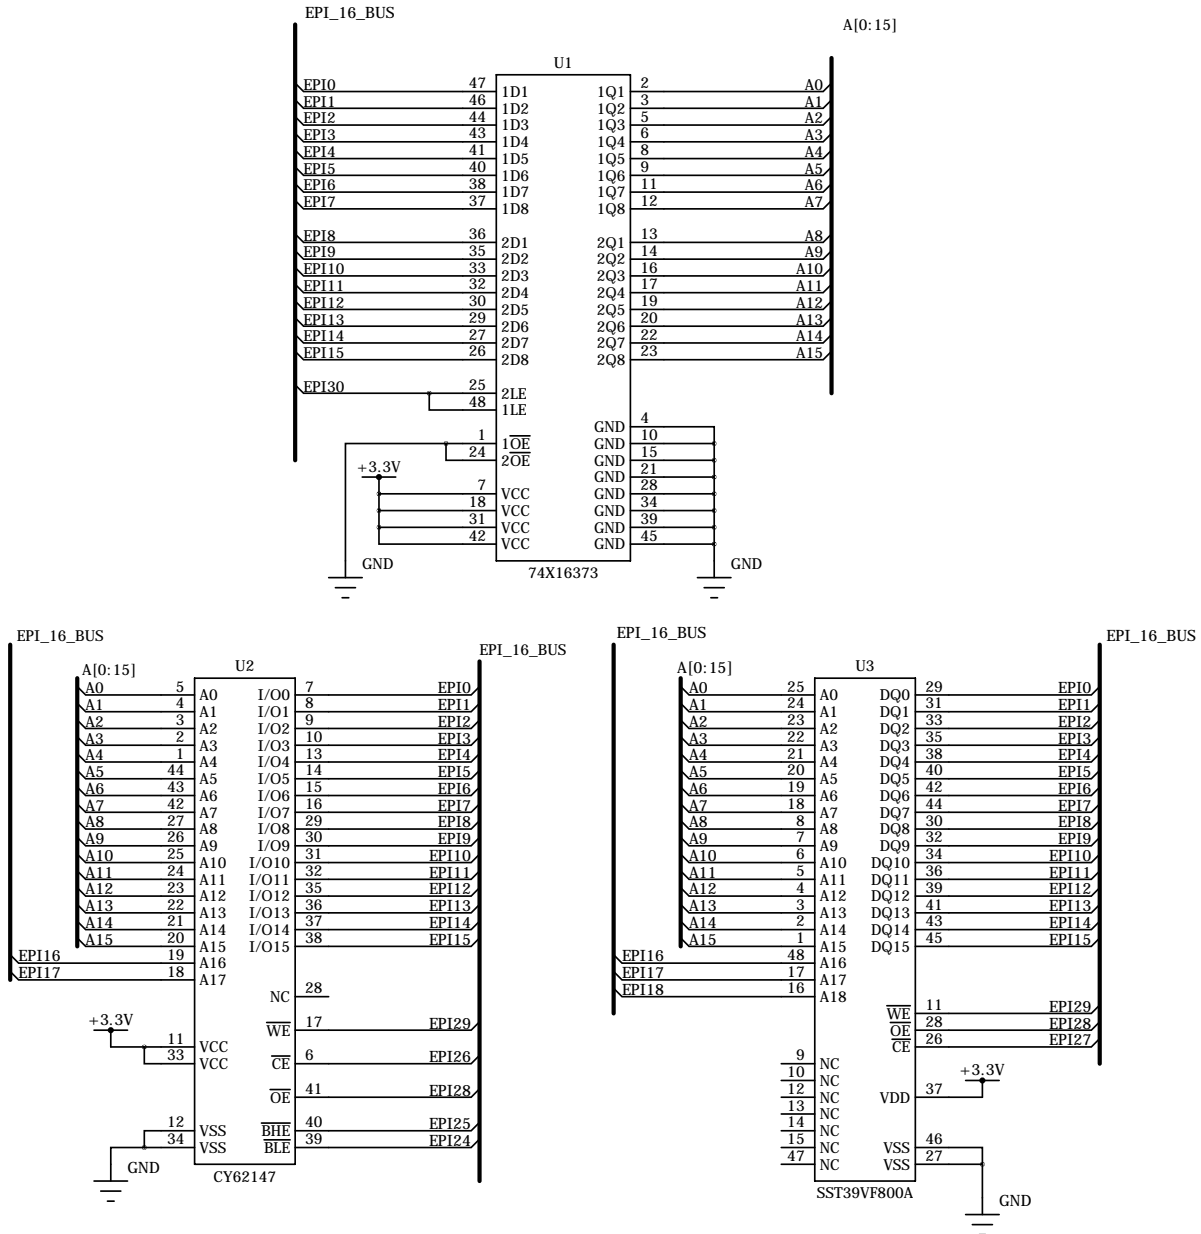 EPI_16_BUS
A[0:15]
U1
EPI0 47 1D1 1Q1 2 A0
EPI1 46 1D2 1Q2 3 A1
EPI2 44 1D3 1Q3 5 A2
EPI3 43 1D4 1Q4 6 A3
EPI4 41 1D5 1Q5 8 A4
EPI5 40 1D6 1Q6 9 A5
EPI6 38 1D7 1Q7 11 A6
EPI7 37 1D8 1Q8 12 A7
EPI8 36 2D1 2Q1 13 A8
EPI9 35 2D2 2Q2 14 A9
EPI10 33 2D3 2Q3 16 A10
EPI11 32 2D4 2Q4 17 A11
EPI12 30 2D5 2Q5 19 A12
EPI13 29 2D6 2Q6 20 A13
EPI14 27 2D7 2Q7 22 A14
EPI15 26 2D8 2Q8 23 A15
EPI30 25 2LE
48 1LE
GND 4
1 1OE GND 10
24 2OE GND 15
+3.3V GND 21
7 VCC GND 28
18 VCC GND 34
31 VCC GND 39
42 VCC GND 45
GND GND
74X16373
EPI_16_BUS EPI_16_BUS
A[0:15] U2
A0 5 A0 I/O0 7 EPI0
A1 4 A1 I/O1 8 EPI1
A2 3 A2 I/O2 9 EPI2
A3 2 A3 I/O3 10 EPI3
A4 1 A4 I/O4 13 EPI4
A5 44 A5 I/O5 14 EPI5
A6 43 A6 I/O6 15 EPI6
A7 42 A7 I/O7 16 EPI7
A8 27 A8 I/O8 29 EPI8
A9 26 A9 I/O9 30 EPI9
A10 25 A10 I/O10 31 EPI10
A11 24 A11 I/O11 32 EPI11
A12 23 A12 I/O12 35 EPI12
A13 22 A13 I/O13 36 EPI13
A14 21 A14 I/O14 37 EPI14
A15 20 A15 I/O15 38 EPI15
EPI16 19 A16
EPI17 18 A17
NC 28
+3.3V WE 17 EPI29
11 VCC
33 VCC CE 6 EPI26
OE 41 EPI28
12 VSS BHE 40 EPI25
34 VSS BLE 39 EPI24
GND
CY62147
EPI_16_BUS EPI_16_BUS
A[0:15] U3
A0 25 A0 DQ0 29 EPI0
A1 24 A1 DQ1 31 EPI1
A2 23 A2 DQ2 33 EPI2
A3 22 A3 DQ3 35 EPI3
A4 21 A4 DQ4 38 EPI4
A5 20 A5 DQ5 40 EPI5
A6 19 A6 DQ6 42 EPI6
A7 18 A7 DQ7 44 EPI7
A8 8 A8 DQ8 30 EPI8
A9 7 A9 DQ9 32 EPI9
A10 6 A10 DQ10 34 EPI10
A11 5 A11 DQ11 36 EPI11
A12 4 A12 DQ12 39 EPI12
A13 3 A13 DQ13 41 EPI13
A14 2 A14 DQ14 43 EPI14
A15 1 A15 DQ15 45 EPI15
EPI16 48 A16
EPI17 17 A17
EPI18 16 A18
WE 11 EPI29
OE 28 EPI28
CE 26 EPI27
9 NC
10 NC +3.3V
12 NC VDD 37
13 NC
14 NC
15 NC VSS 46
47 NC VSS 27
SST39VF800A
GND